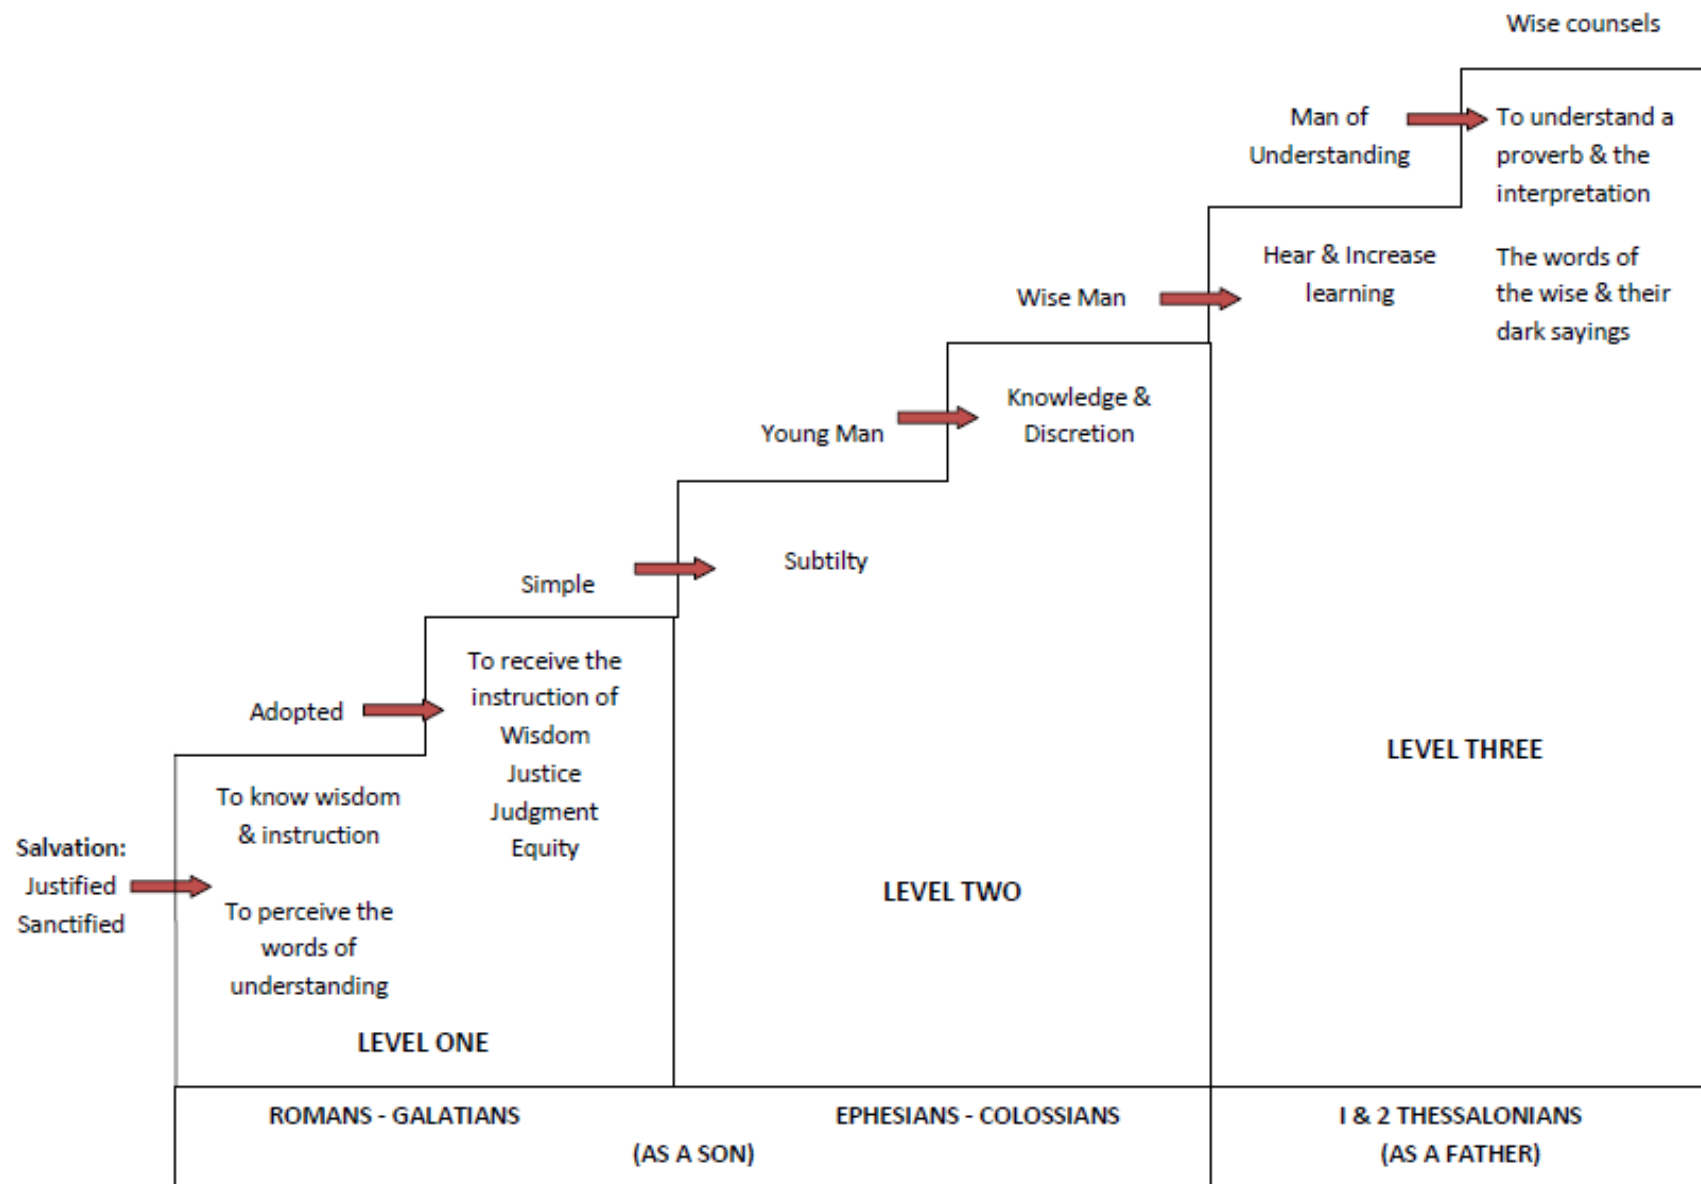 Wise counsels
Man of
Understanding
To understand a
proverb & the
interpretation
The words of
the wise & their
dark sayings
Wise Man
Hear & Increase
learning
Young Man
Knowledge &
Discretion
Simple
Subtilty
Adopted
To receive the
instruction of
Wisdom
Justice
Judgment
Equity
Salvation:
Justified
Sanctified
To know wisdom
& instruction
To perceive the
words of
understanding
LEVEL ONE
LEVEL TWO
LEVEL THREE
ROMANS - GALATIANS
EPHESIANS - COLOSSIANS
(AS A SON)
I & 2 THESSALONIANS
(AS A FATHER)